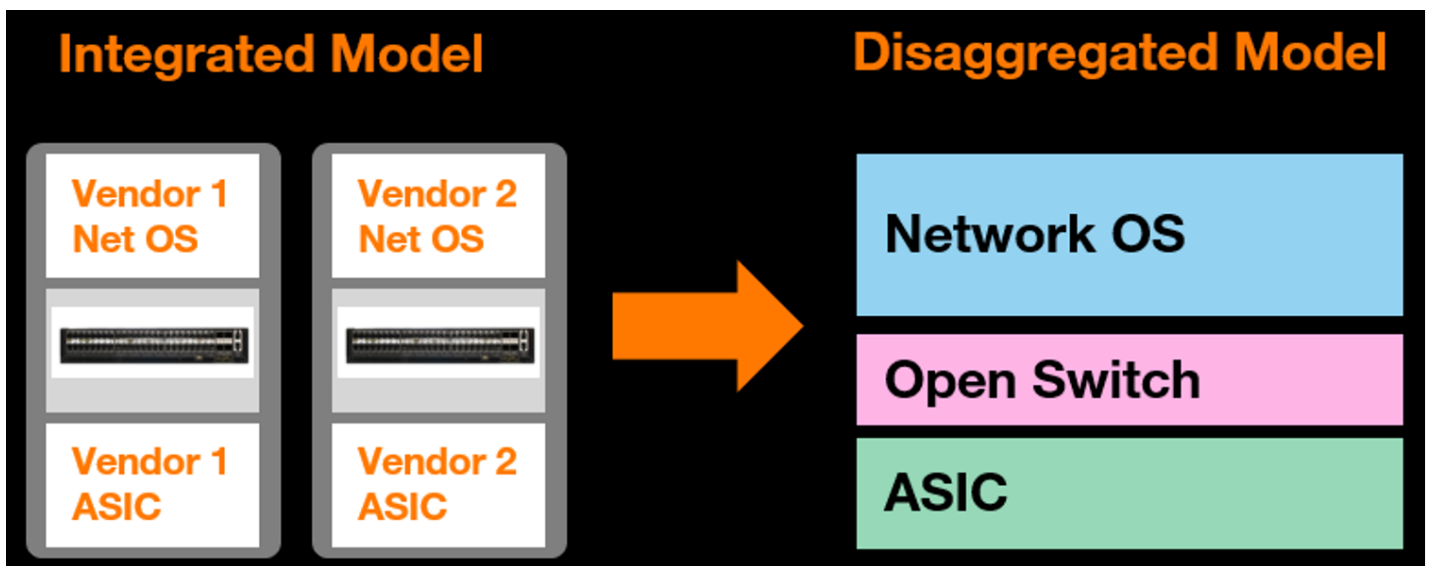 Integrated Model
Disaggregated Model
Vendor 1
Net OS
Vendor 2
Net OS
Vendor 1
ASIC
Vendor 2
ASIC
Network OS
Open Switch
ASIC